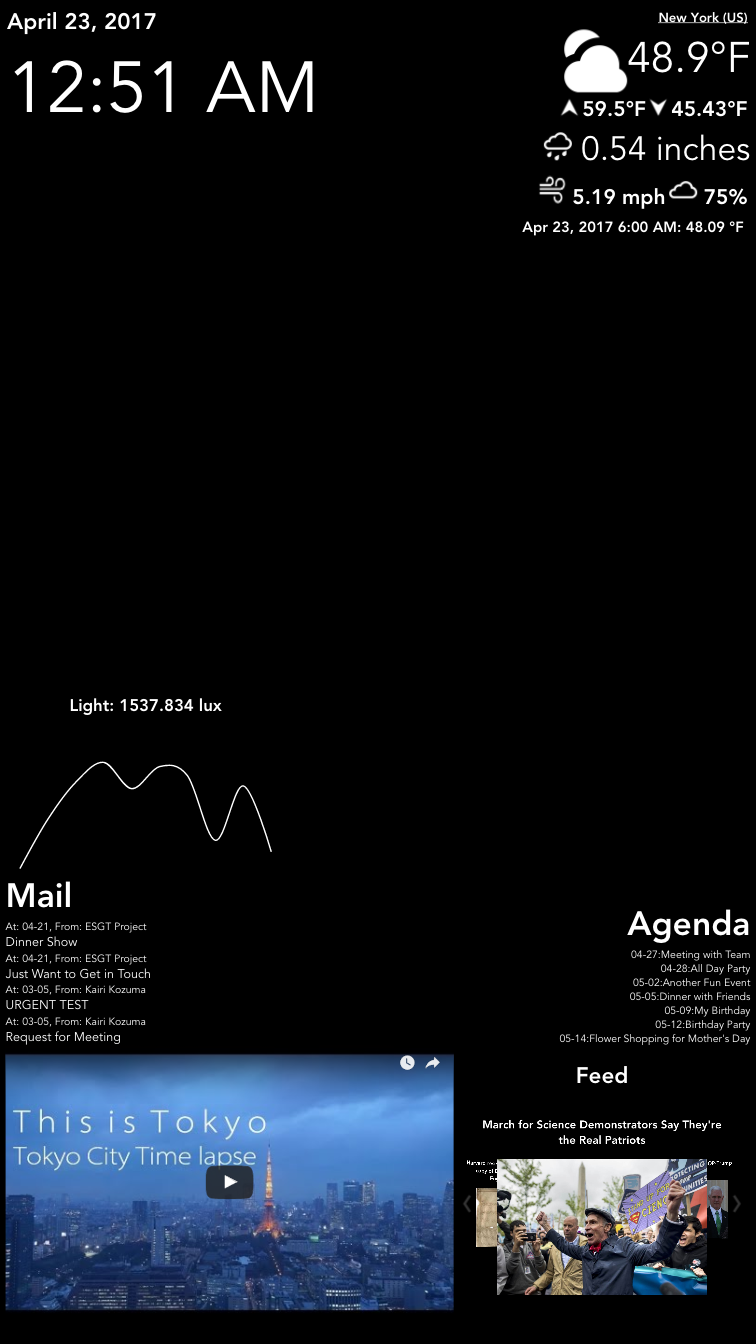 April 23, 2017
12:51 AM
New York (US)
48.9°F
59.5°F 45.43°F
0.54 inches
5.19 mph 75%
Apr 23, 2017 6:00 AM: 48.09 °F
Light: 1537.834 lux
Mail
At: 04-21, From: ESGT Project
Dinner Show
At: 04-21, From: ESGT Project
Just Want to Get in Touch
At: 03-05, From: Kairi Kozuma
URGENT TEST
At: 03-05, From: Kairi Kozuma
Request for Meeting
Agenda
04-27:Meeting with Team
04-28:All Day Party
05-02:Another Fun Event
05-05:Dinner with Friends
05-09:My Birthday
05-12:Birthday Party
05-14:Flower Shopping for Mother's Day
This is Tokyo
Tokyo City Time lapse
Feed
March for Science Demonstrators Say They're
the Real Patriots